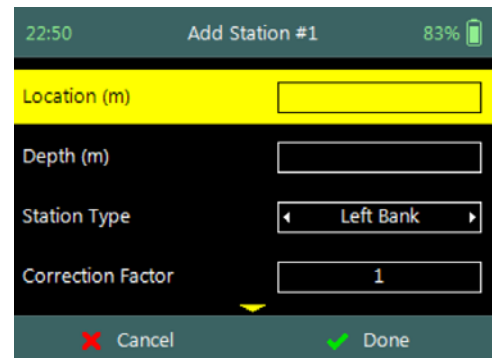 22:50 Add Station #1 83%
Location (m)
Depth (m)
Station Type Left Bank
Correction Factor 1
Cancel Done